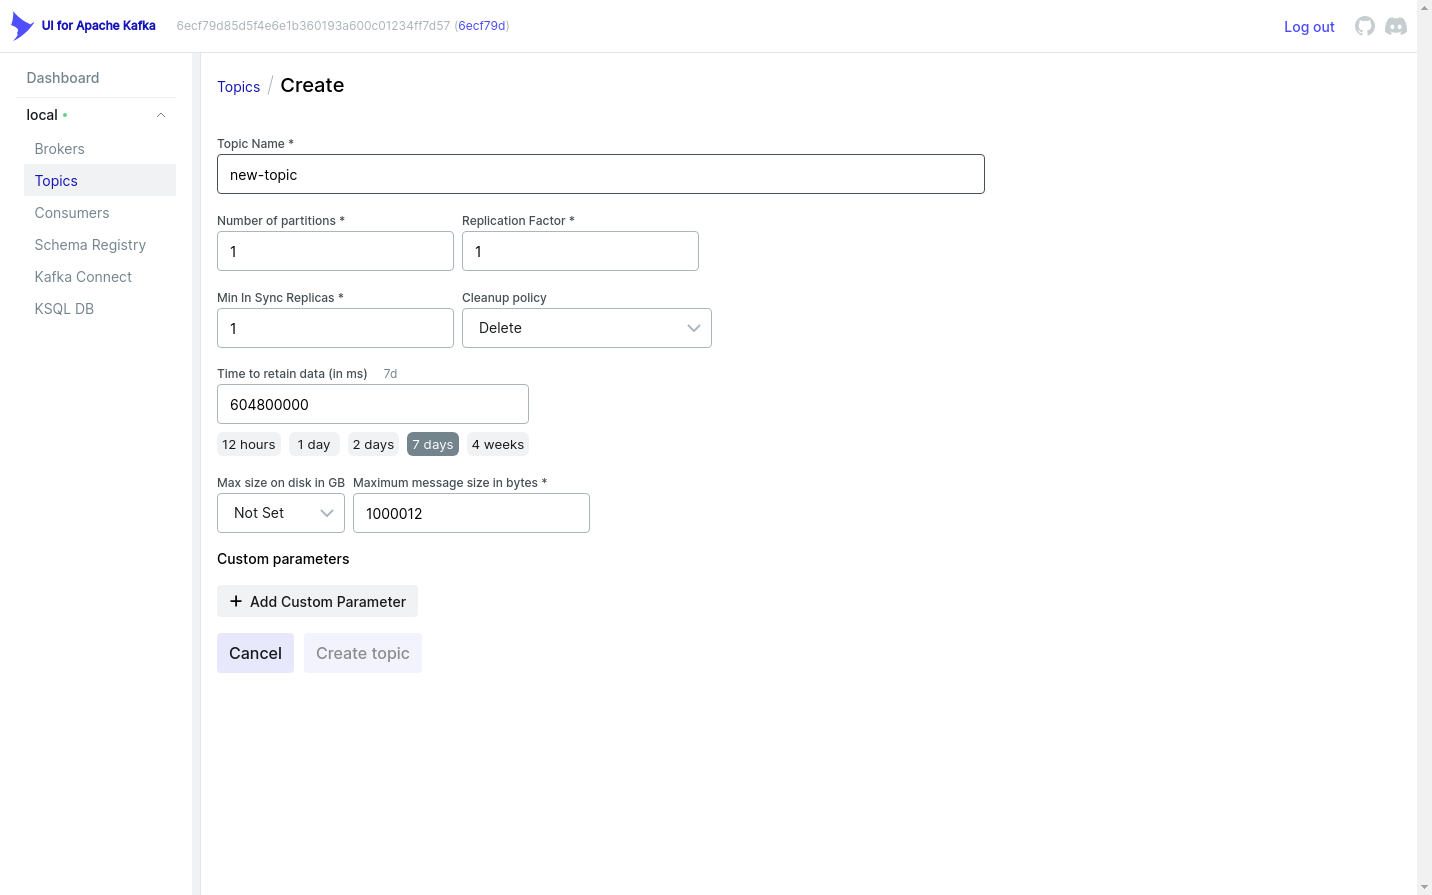 UI for Apache Kafka 6ecf79d85d5f4e6e1b360193a600c01234ff7d57 (6ecf79d) Log out
Dashboard
local
Brokers
Topics
Consumers
Schema Registry
Kafka Connect
KSQL DB
Topics / Create
Topic Name *
new-topic
Number of partitions * Replication Factor *
1 1
Min In Sync Replicas * Cleanup policy
1 Delete
Time to retain data (in ms) 7d
604800000
12 hours 1 day 2 days 7 days 4 weeks
Max size on disk in GB Maximum message size in bytes *
Not Set 1000012
Custom parameters
Add Custom Parameter
Cancel Create topic